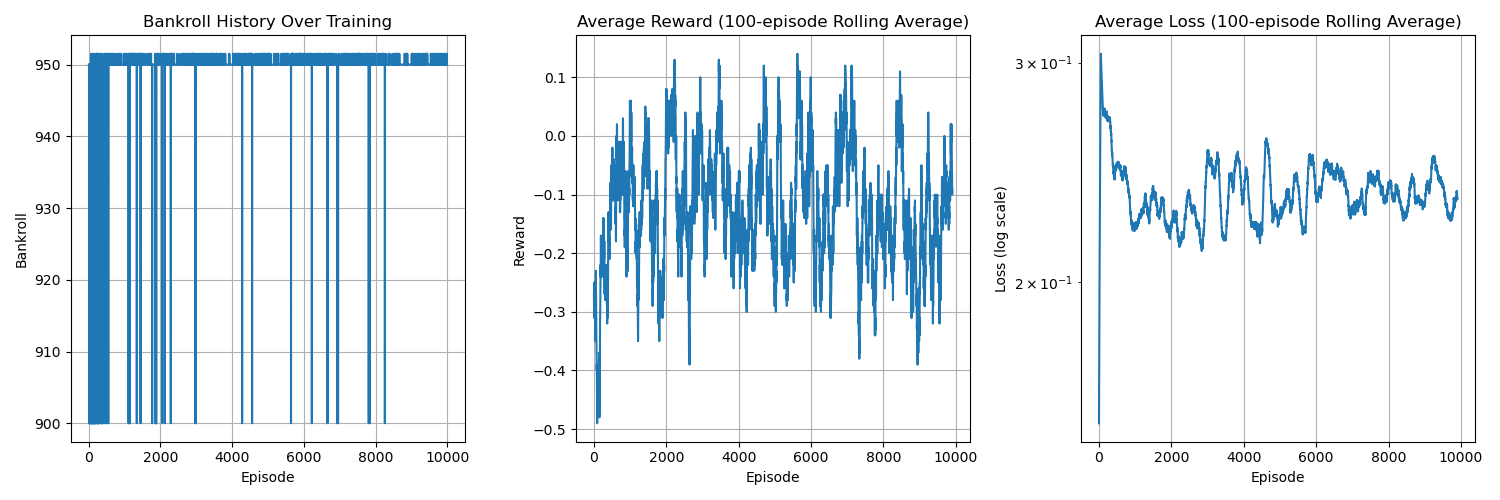 Bankroll History Over Training
950
940
930
920
910
900
Bankroll
0 2000 4000 6000 8000 10000
Episode
Average Reward (100-episode Rolling Average)
0.1
0.0
−0.1
−0.2
−0.3
−0.4
−0.5
Reward
0 2000 4000 6000 8000 10000
Episode
Average Loss (100-episode Rolling Average)
3 × 10⁻¹
2 × 10⁻¹
Loss (log scale)
0 2000 4000 6000 8000 10000
Episode